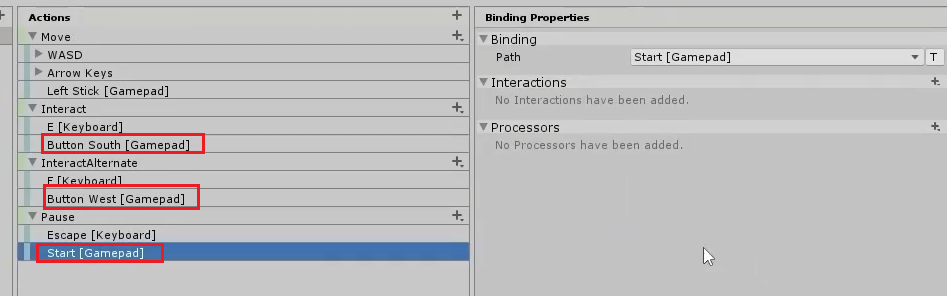 Actions
Move
WASD
Arrow Keys
Left Stick [Gamepad]
Interact
E [Keyboard]
Button South [Gamepad]
InteractAlternate
F [Keyboard]
Button West [Gamepad]
Pause
Escape [Keyboard]
Start [Gamepad]
Binding Properties
Binding
Path Start [Gamepad] T
Interactions
No Interactions have been added.
Processors
No Processors have been added.